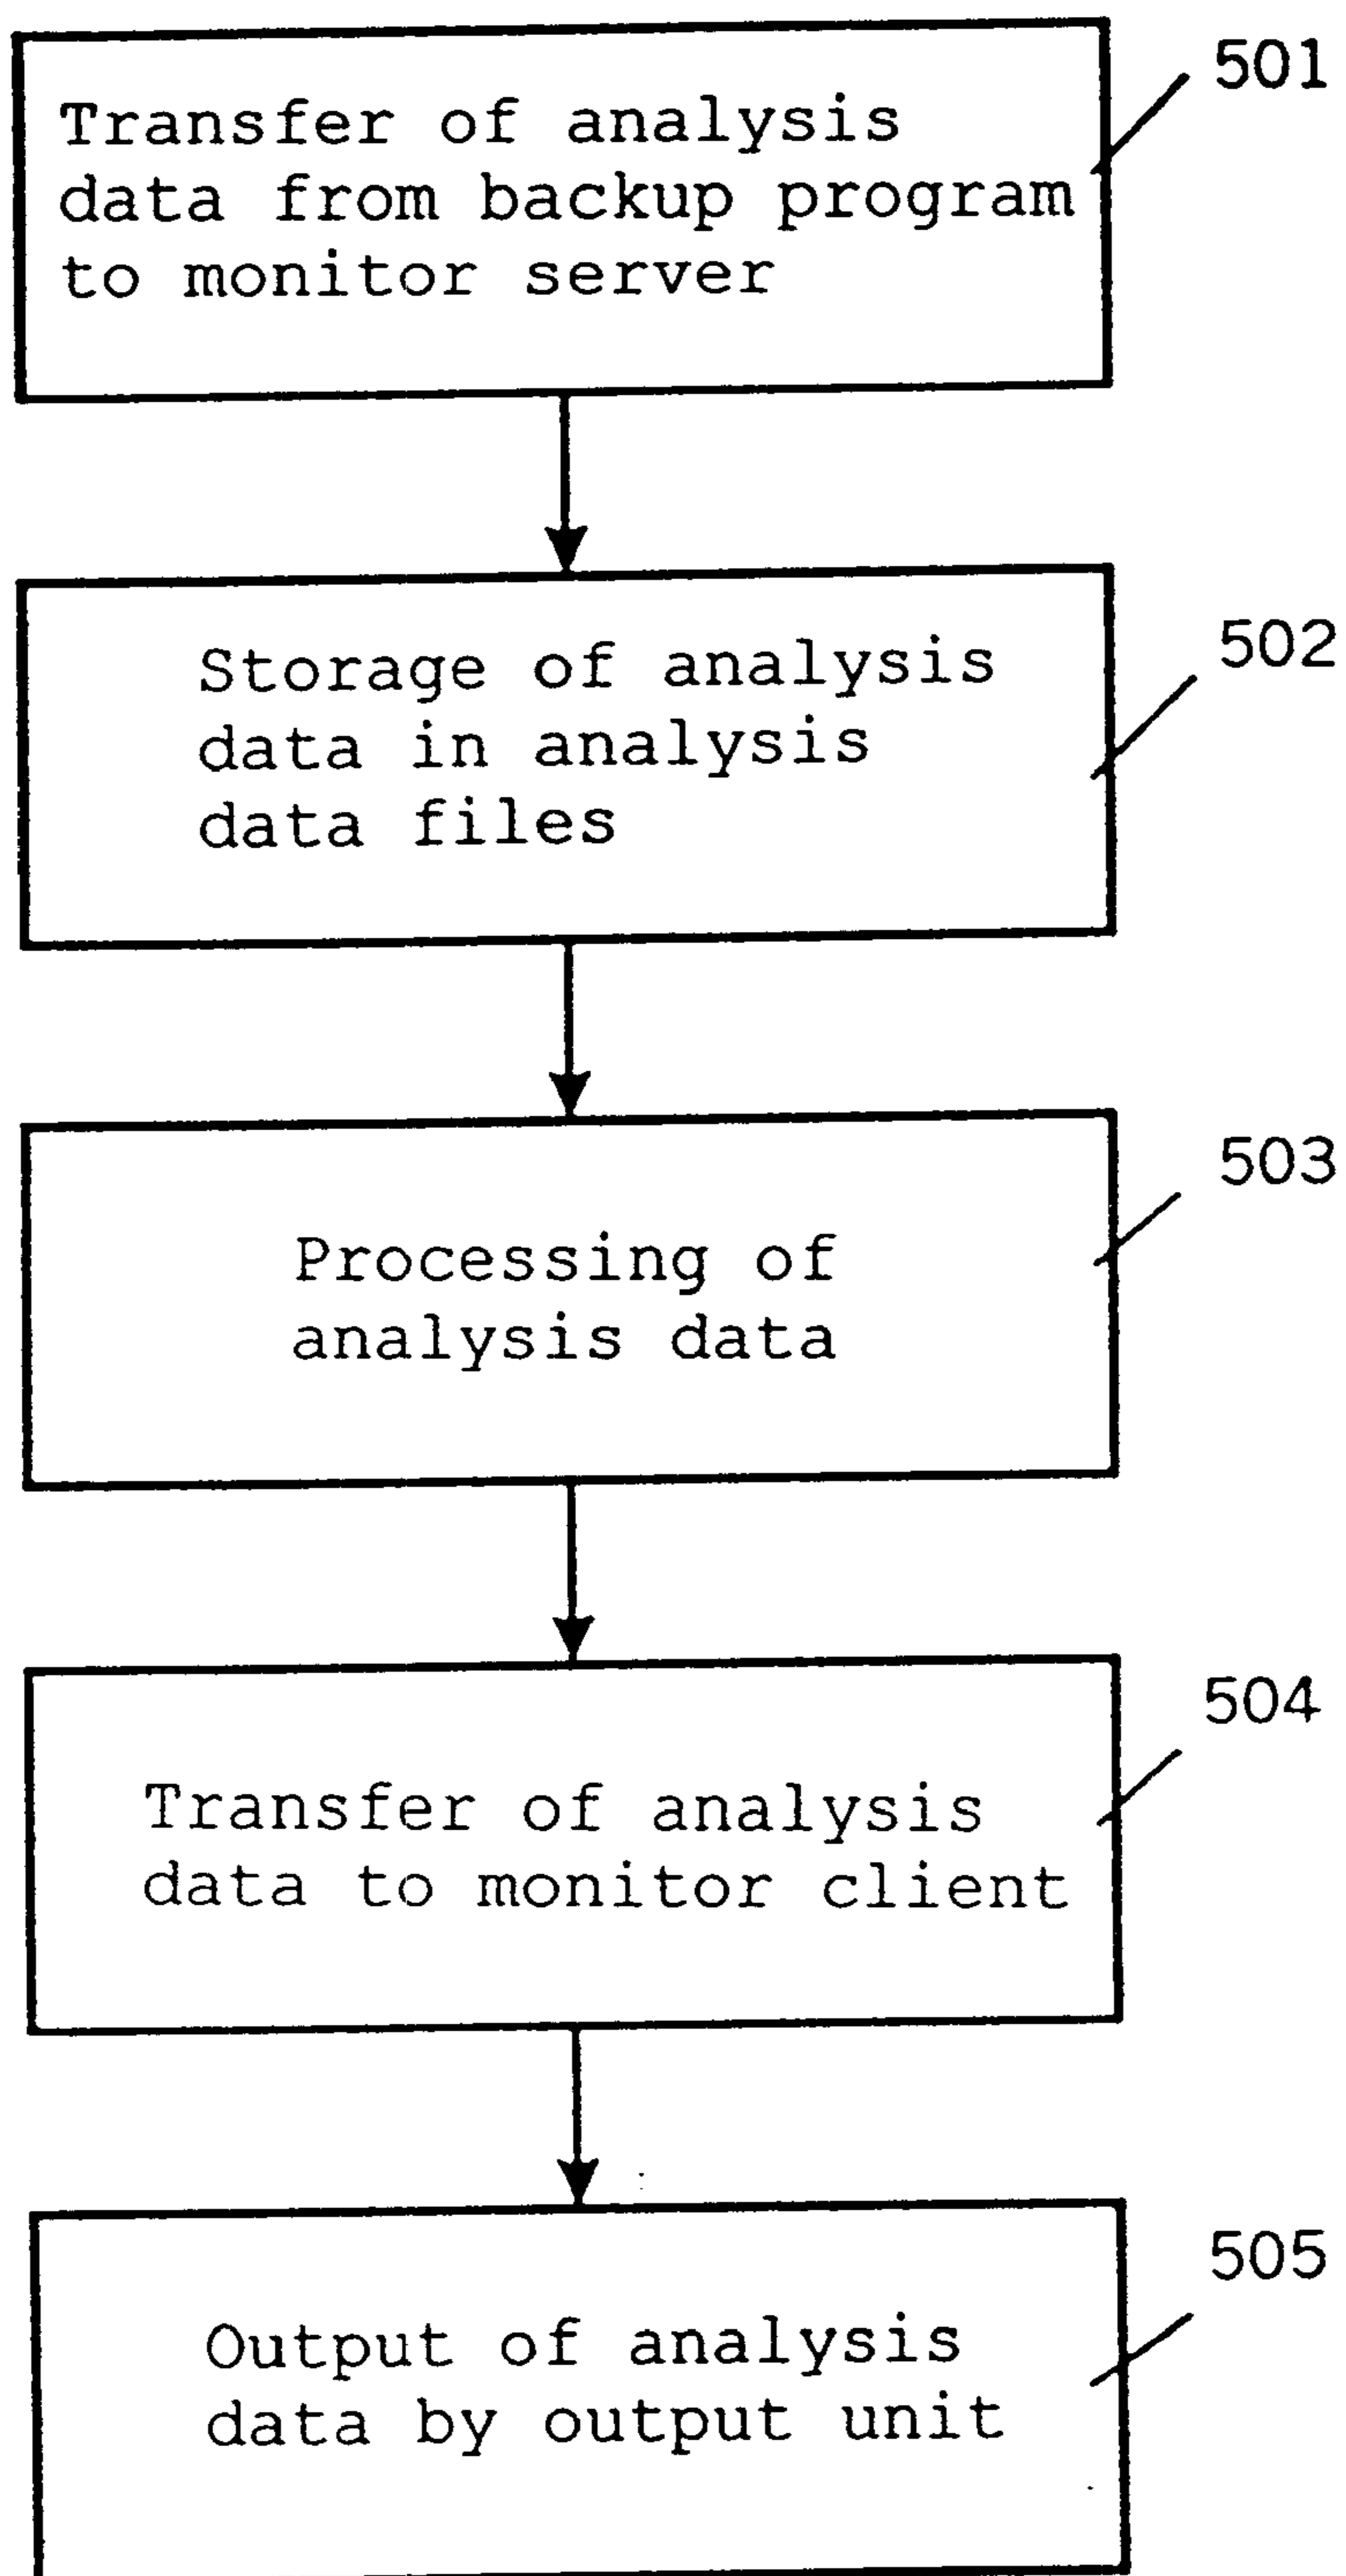 501
Transfer of analysis
data from backup program
to monitor server
502
Storage of analysis
data in analysis
data files
503
Processing of
analysis data
504
Transfer of analysis
data to monitor client
505
Output of analysis
data by output unit